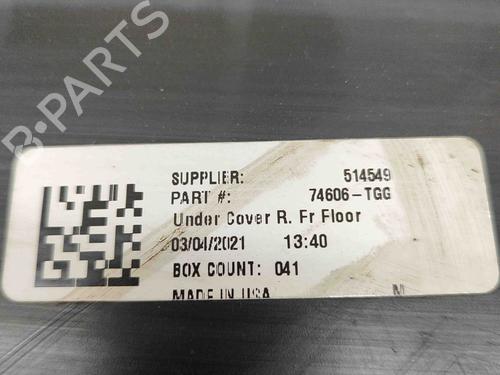 B-PARTS
SUPPLIER: 514549
PART #: 74606-TGG
Under Cover R. Fr Floor
03/04/2021 13:40
BOX COUNT: 041
MADE IN USA M